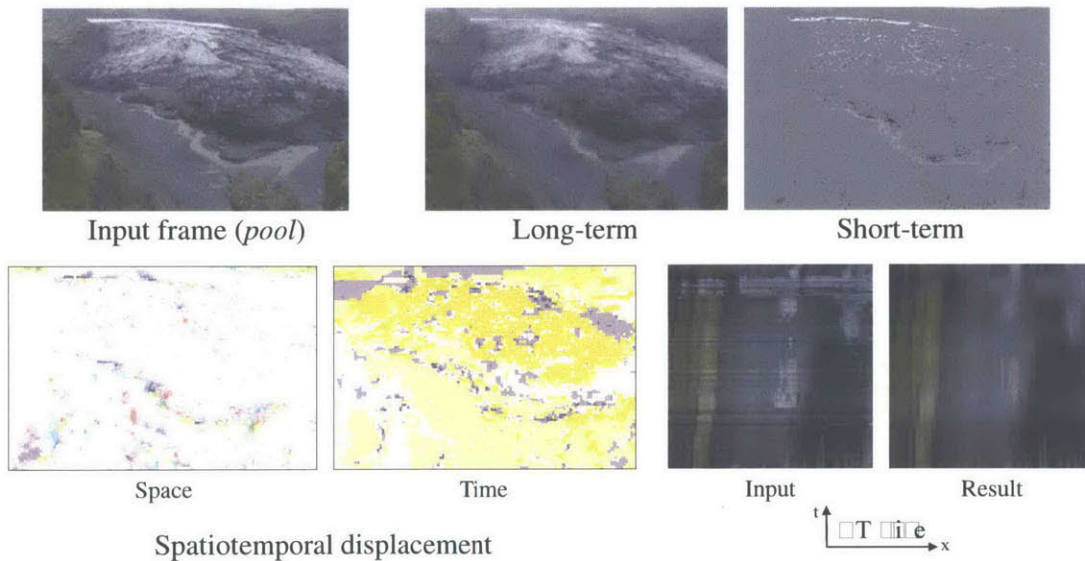 Input frame (pool)
Long-term
Short-term
Space
Time
Input
Result
Spatiotemporal displacement
t
x